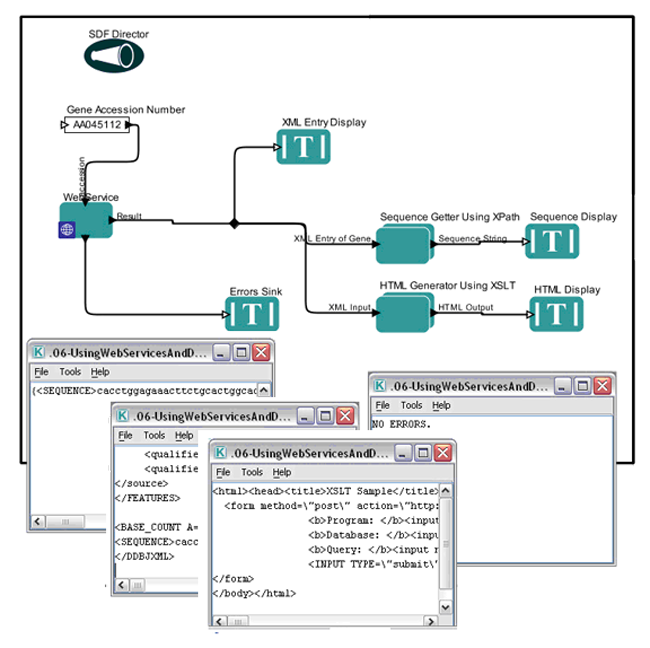 SDF Director
Gene Accession Number
AA045112
XML Entry Display
T
accession
WebService
Result
Sequence Getter Using XPath
Sequence Display
XML Entry of Gene
Sequence String
T
Errors Sink
T
HTML Generator Using XSLT
HTML Display
XML Input
HTML Output
T
K .06-UsingWebServicesAndD...
File Tools Help
{<SEQUENCE>cacctggagaaacttctgcactggcac
K .06-UsingWebServicesAndD...
File Tools Help
NO ERRORS.
K .06-UsingWebServicesAndD...
File Tools Help
<qualifie
<qualifie
</source>
</FEATURES>
<BASE_COUNT A=
<SEQUENCE>cacc
</DDBJXML>
K .06-UsingWebServicesAndD...
File Tools Help
<html><head><title>XSLT Sample</title>
<form method=\"post\" action=\"http:
<b>Program: </b><input
<b>Database: </b><inpu
<b>Query: </b><input n
<INPUT TYPE=\"submit\"
</form>
</body></html>